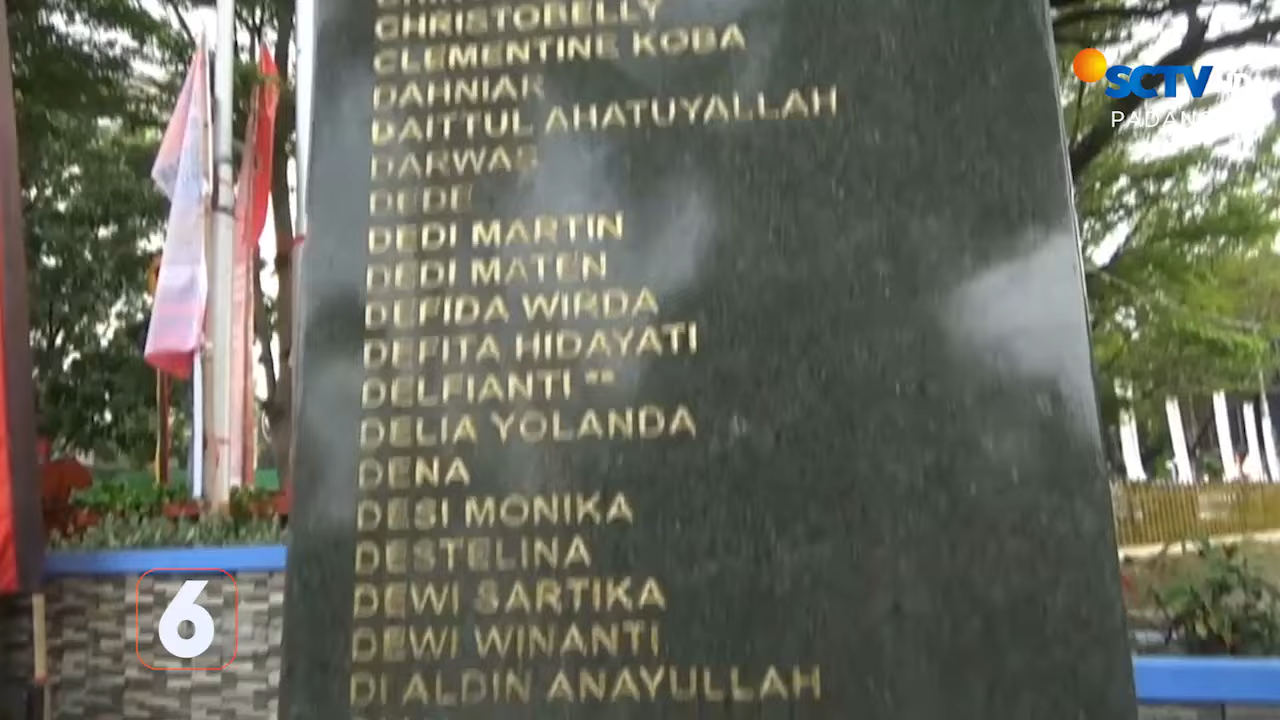 CHRISTOBELLY
CLEMENTINE KOBA
DAHNIAR
DAITTUL AHATUYALLAH
DARWAS
DEDE
DEDI MARTIN
DEDI MATEN
DEFIDA WIRDA
DEFITA HIDAYATI
DELFIANTI **
DELIA YOLANDA
DENA
DESI MONIKA
DESTELINA
DEWI SARTIKA
DEWI WINANTI
DI ALDIN ANAYULLAH
SCTV
6